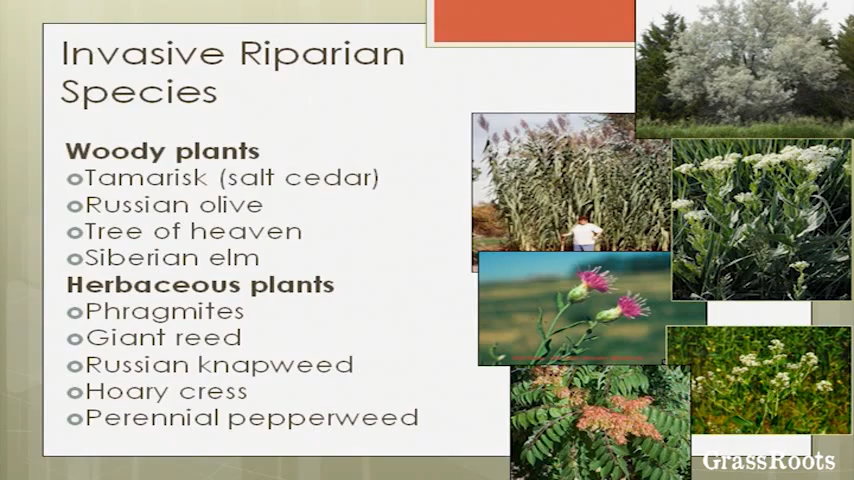 Invasive Riparian
Species
Woody plants
Tamarisk (salt cedar)
Russian olive
Tree of heaven
Siberian elm
Herbaceous plants
Phragmites
Giant reed
Russian knapweed
Hoary cress
Perennial pepperweed
GrassRoots